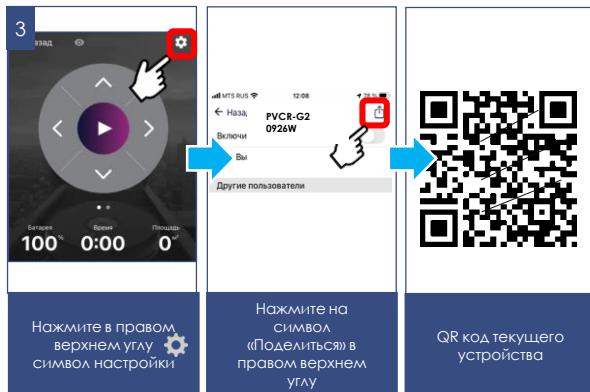 3
азад
Батарея
Время
Площадь
100%
0:00
0 м²
MTS RUS
12:08
78 %
← Наза
PVCR-G2
0926W
Включи
Вы
Другие пользователи
Нажмите в правом
верхнем углу
символ настройки
Нажмите на
символ
«Поделиться» в
правом верхнем
углу
QR код текущего
устройства